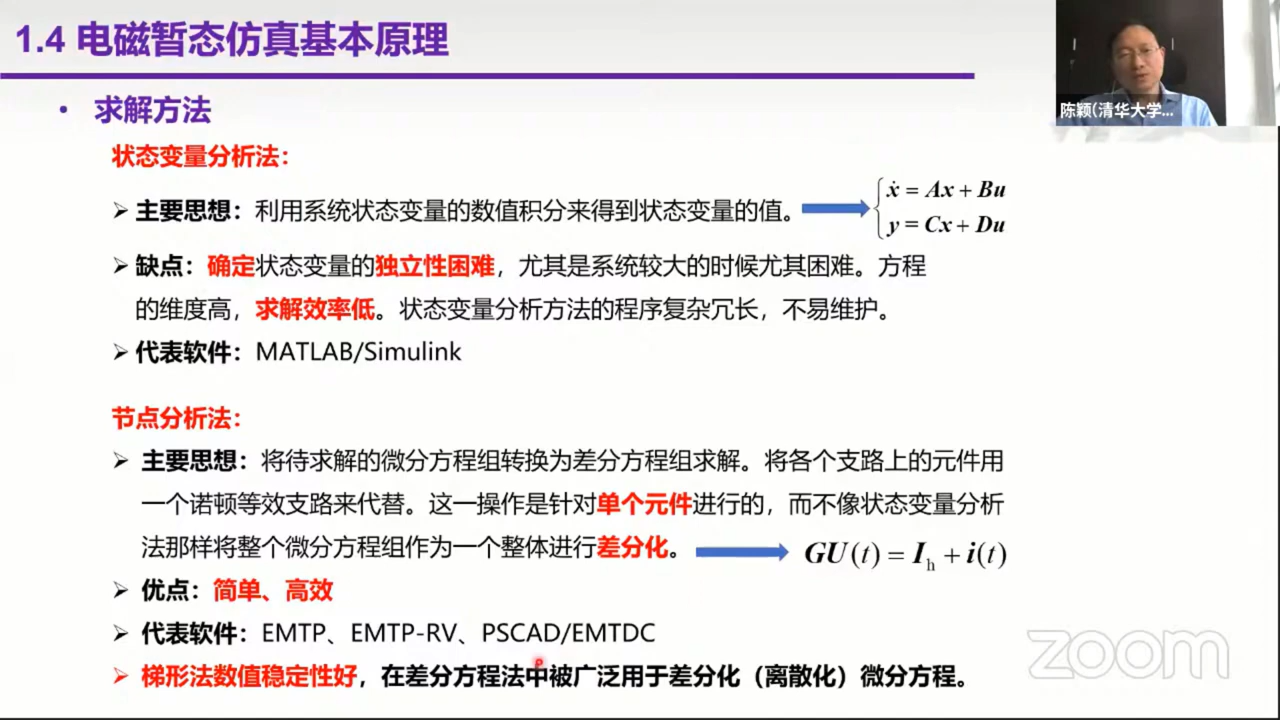 1.4 电磁暂态仿真基本原理
陈颖(清华大学...
• 求解方法
状态变量分析法：
➢ 主要思想：利用系统状态变量的数值积分来得到状态变量的值。
ẋ = Ax + Bu
y = Cx + Du
➢ 缺点：确定状态变量的独立性困难，尤其是系统较大的时候尤其困难。方程
的维度高，求解效率低。状态变量分析方法的程序复杂冗长，不易维护。
➢ 代表软件：MATLAB/Simulink
节点分析法：
➢ 主要思想：将待求解的微分方程组转换为差分方程组求解。将各个支路上的元件用
一个诺顿等效支路来代替。这一操作是针对单个元件进行的，而不像状态变量分析
法那样将整个微分方程组作为一个整体进行差分化。
GU(t) = I_h + i(t)
➢ 优点：简单、高效
➢ 代表软件：EMTP、EMTP-RV、PSCAD/EMTDC
➢ 梯形法数值稳定性好，在差分方程法中被广泛用于差分化（离散化）微分方程。
zoom